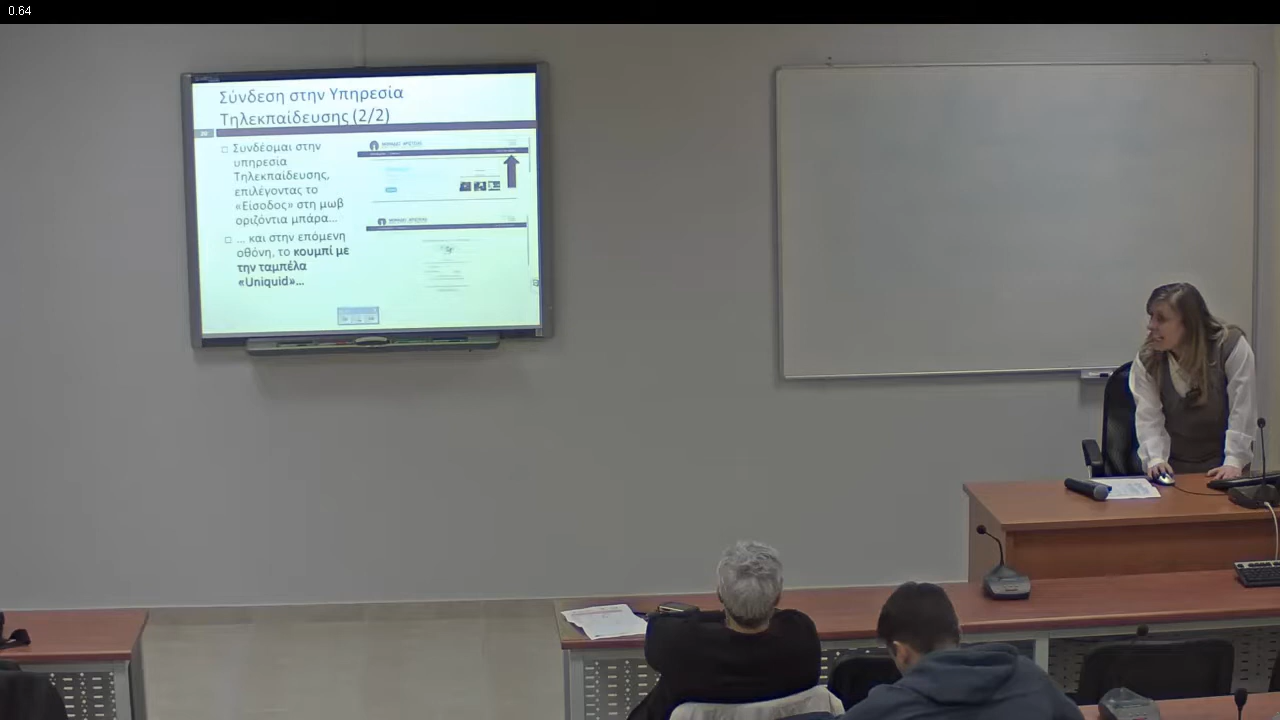 0.64
Σύνδεση στην Υπηρεσία
Τηλεκπαίδευσης (2/2)
□ Συνδέομαι στην
υπηρεσία
Τηλεκπαίδευσης,
επιλέγοντας το
«Είσοδος» στη μωβ
οριζόντια μπάρα...
□ ... και στην επόμενη
οθόνη, το κουμπί με
την ταμπέλα
«Uniquid»...